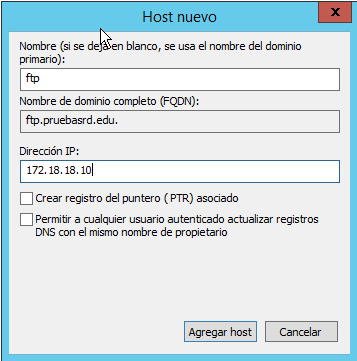 Host nuevo
x
Nombre (si se deja en blanco, se usa el nombre del dominio
primario):
ftp
Nombre de dominio completo (FQDN):
ftp.pruebasrd.edu.
Dirección IP:
172.18.18.10
Crear registro del puntero (PTR) asociado
Permitir a cualquier usuario autenticado actualizar registros
DNS con el mismo nombre de propietario
Agregar host
Cancelar